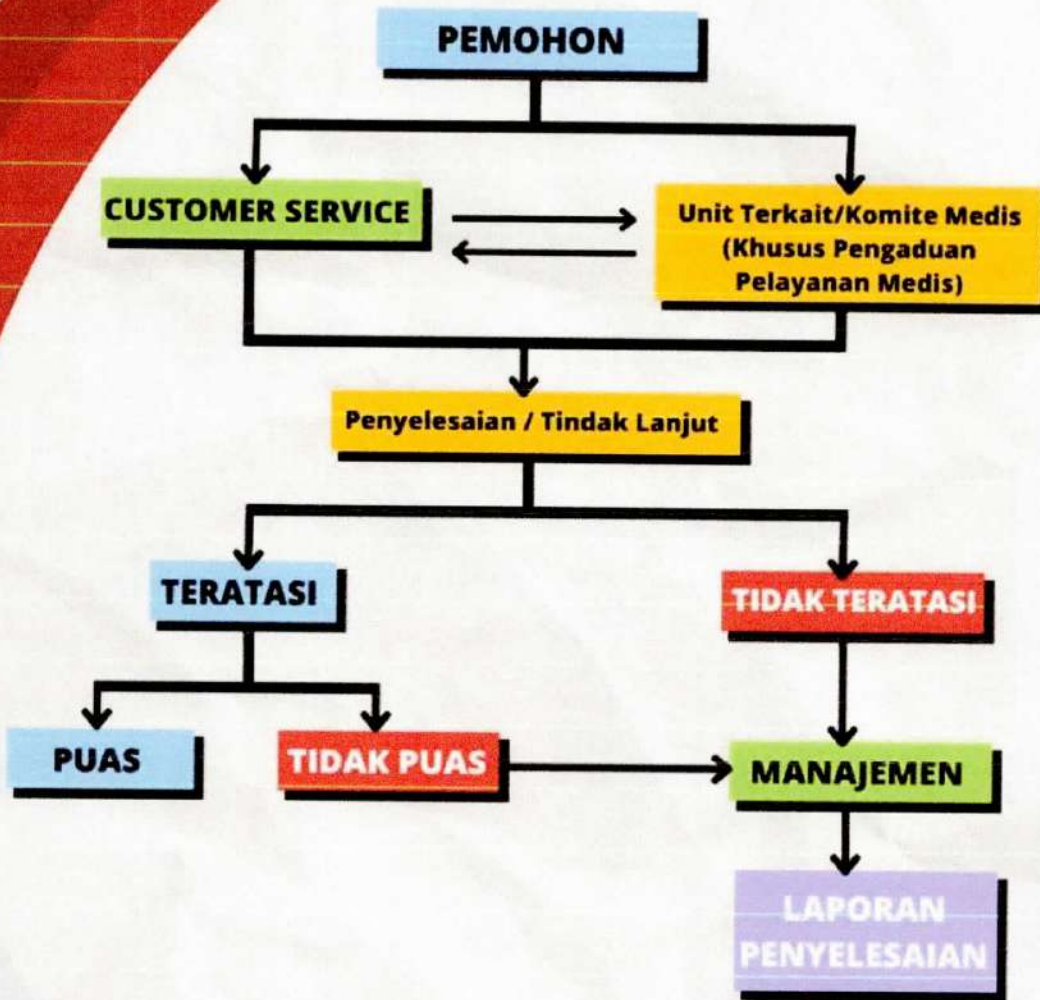 PEMOHON
CUSTOMER SERVICE
Unit Terkait/Komite Medis
(Khusus Pengaduan
Pelayanan Medis)
Penyelesaian / Tindak Lanjut
TERATASI
TIDAK TERATASI
PUAS
TIDAK PUAS
MANAJEMEN
LAPORAN
PENYELESAIAN